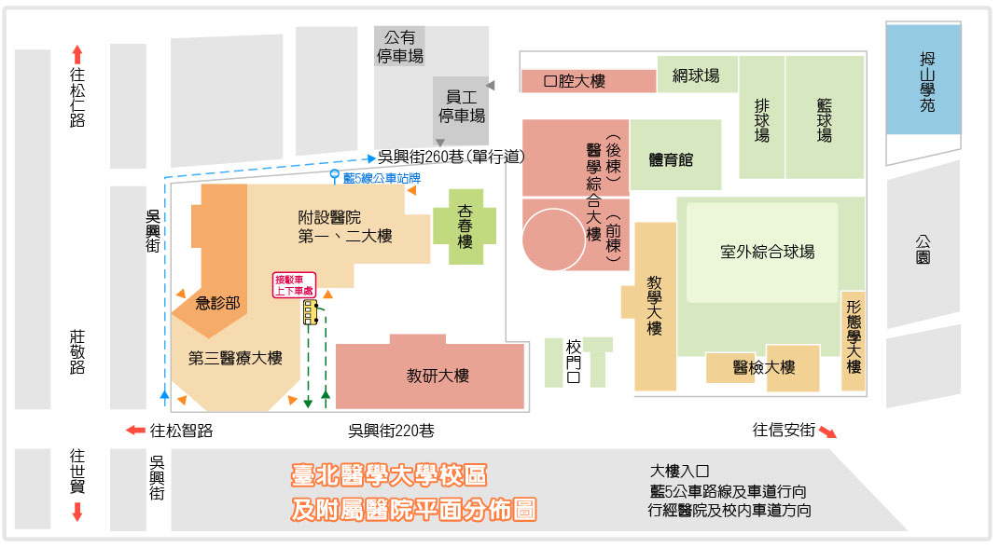 公有
停車場
員工
停車場
往松仁路
吳興街260巷(單行道)
藍5線公車站牌
吳興街
附設醫院
第一、二大樓
杏春樓
接駁車
上下車處
急診部
第三醫療大樓
教研大樓
莊敬路
口腔大樓
網球場
排球場
籃球場
拇山學苑
醫學綜合大樓
(後棟)
(前棟)
體育館
室外綜合球場
公園
教學大樓
形態學大樓
醫檢大樓
校門口
往松智路
吳興街220巷
往信安街
往世貿
吳興街
臺北醫學大學校區
及附屬醫院平面分佈圖
大樓入口
藍5公車路線及車道行向
行經醫院及校內車道方向